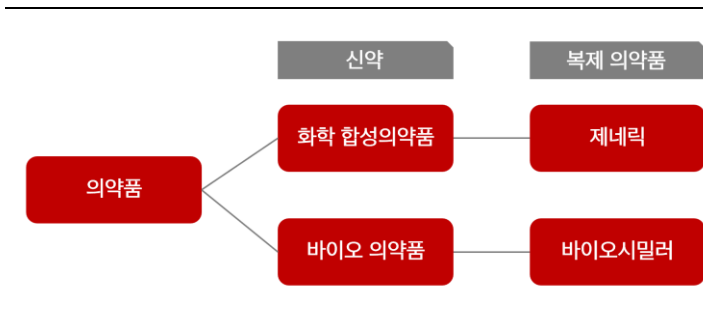 신약
복제 의약품
화학 합성의약품
제네릭
의약품
바이오 의약품
바이오시밀러